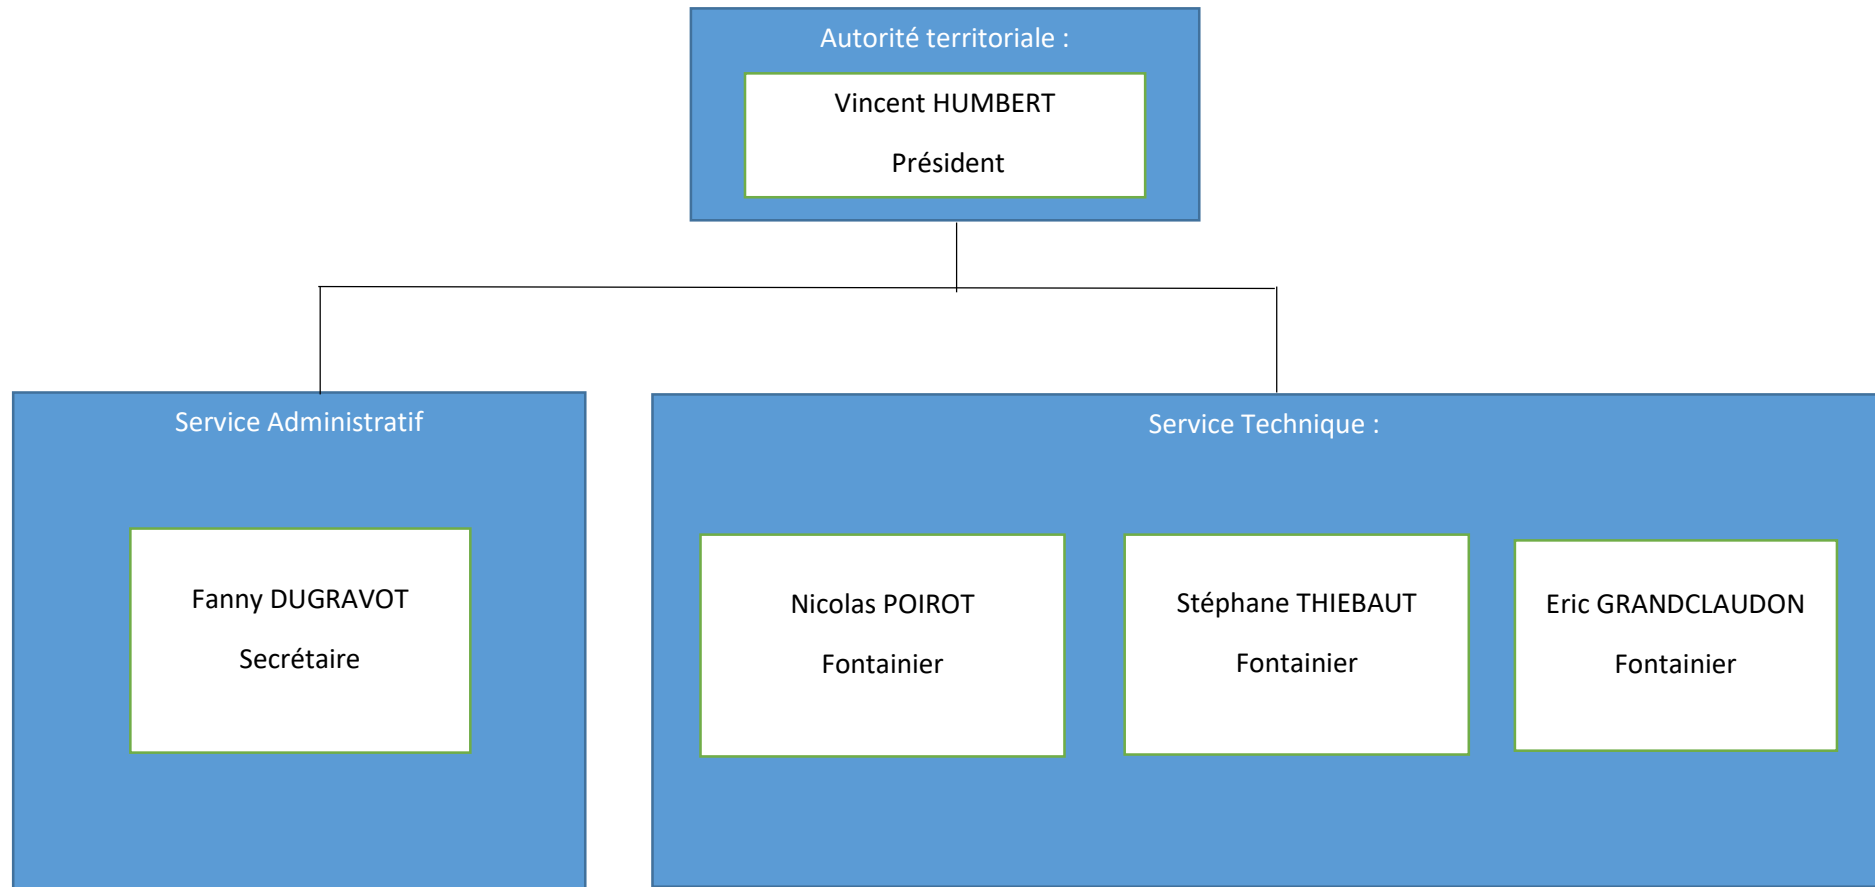 Autorité territoriale :
Vincent HUMBERT
Président
Service Administratif
Fanny DUGRAVOT
Secrétaire
Service Technique :
Nicolas POIROT
Fontainier
Stéphane THIEBAUT
Fontainier
Eric GRANDCLAUDON
Fontainier